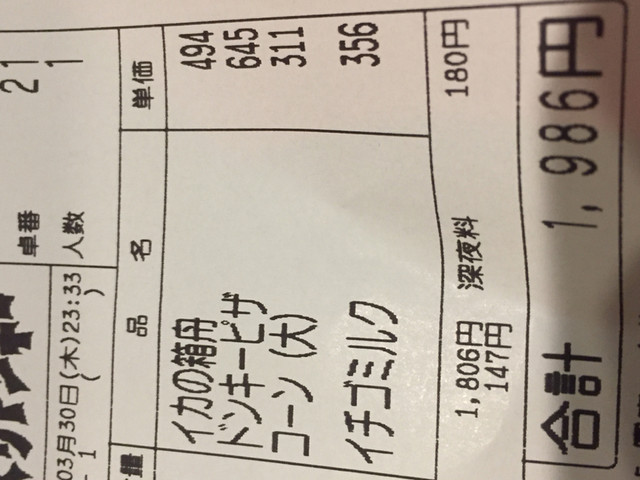 卓番 21
人数 1
03月30日(木)23:33
- 1 ( )
品 名 単価
イカの箱舟 494
ドンキーピザ 645
コーン (大) 311
イチゴミルク 356
1,806円 深夜料 180円
147円
合計 1,986円